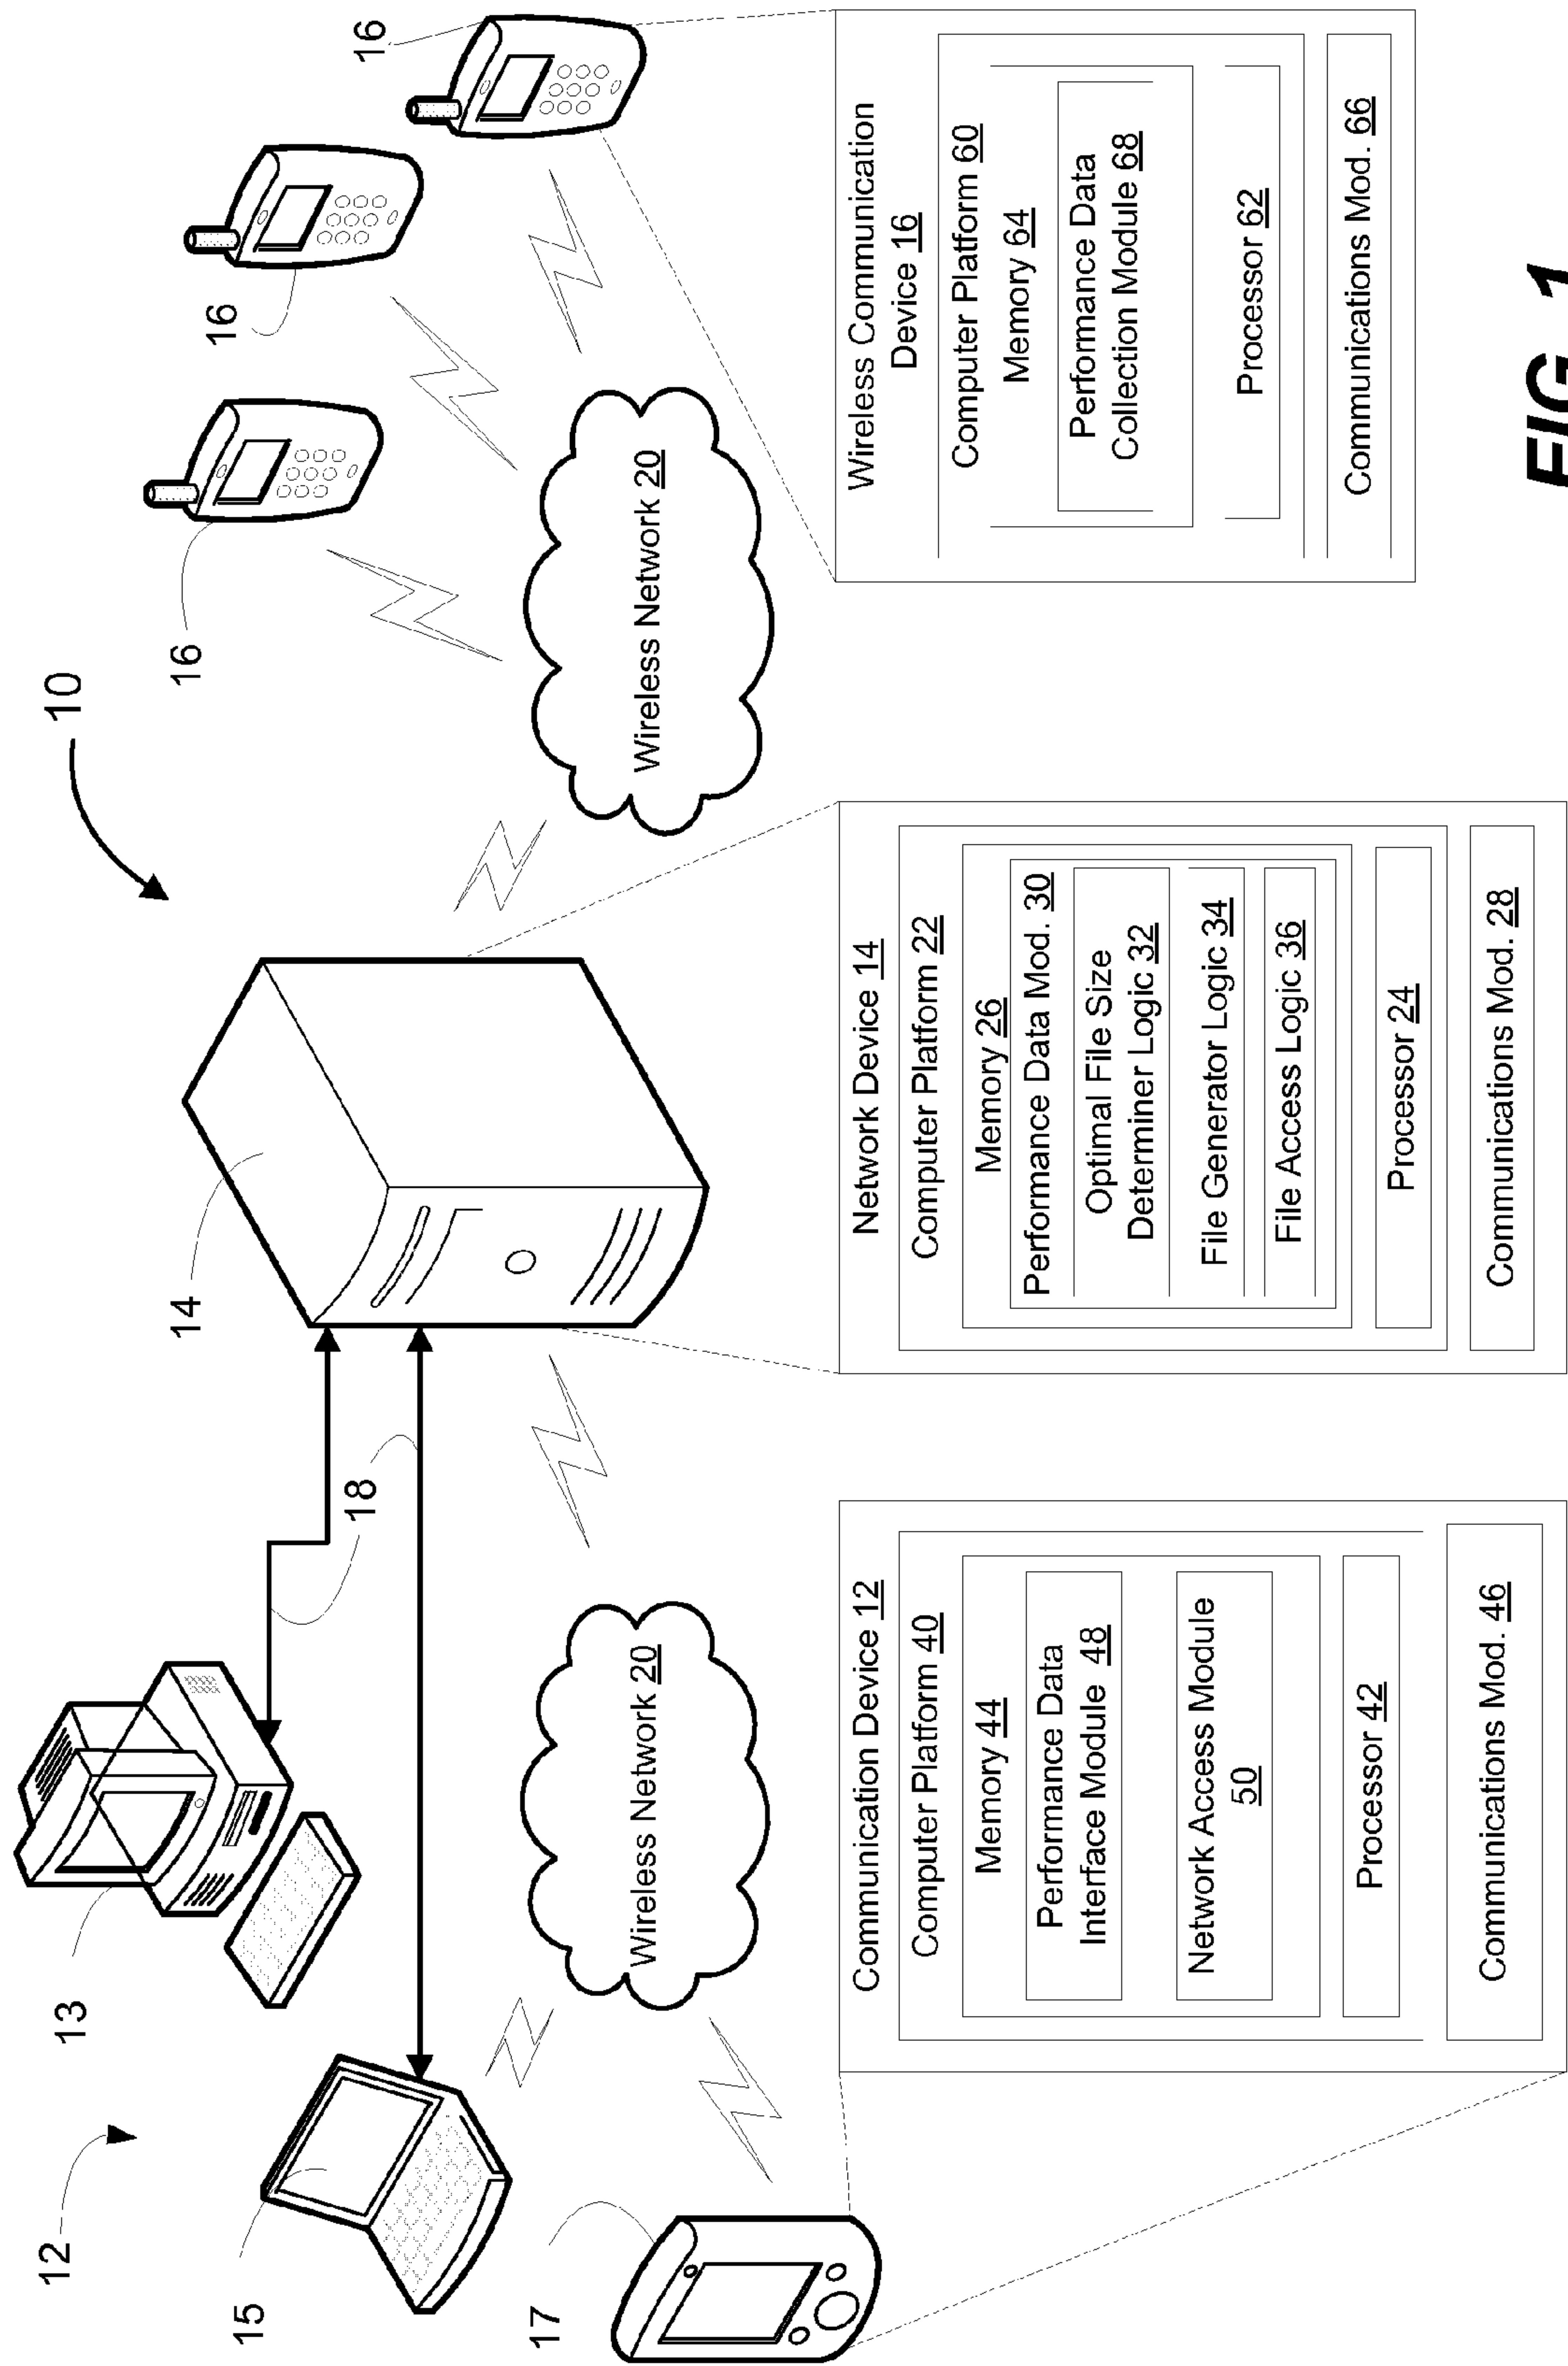 10
12
13
15
17
18
14
16
16
16
Wireless Network 20
Wireless Network 20
Communication Device 12
Computer Platform 40
Memory 44
Performance Data
Interface Module 48
Network Access Module
50
Processor 42
Communications Mod. 46
Network Device 14
Computer Platform 22
Memory 26
Performance Data Mod. 30
Optimal File Size
Determiner Logic 32
File Generator Logic 34
File Access Logic 36
Processor 24
Communications Mod. 28
Wireless Communication
Device 16
Computer Platform 60
Memory 64
Performance Data
Collection Module 68
Processor 62
Communications Mod. 66
FIG. 1